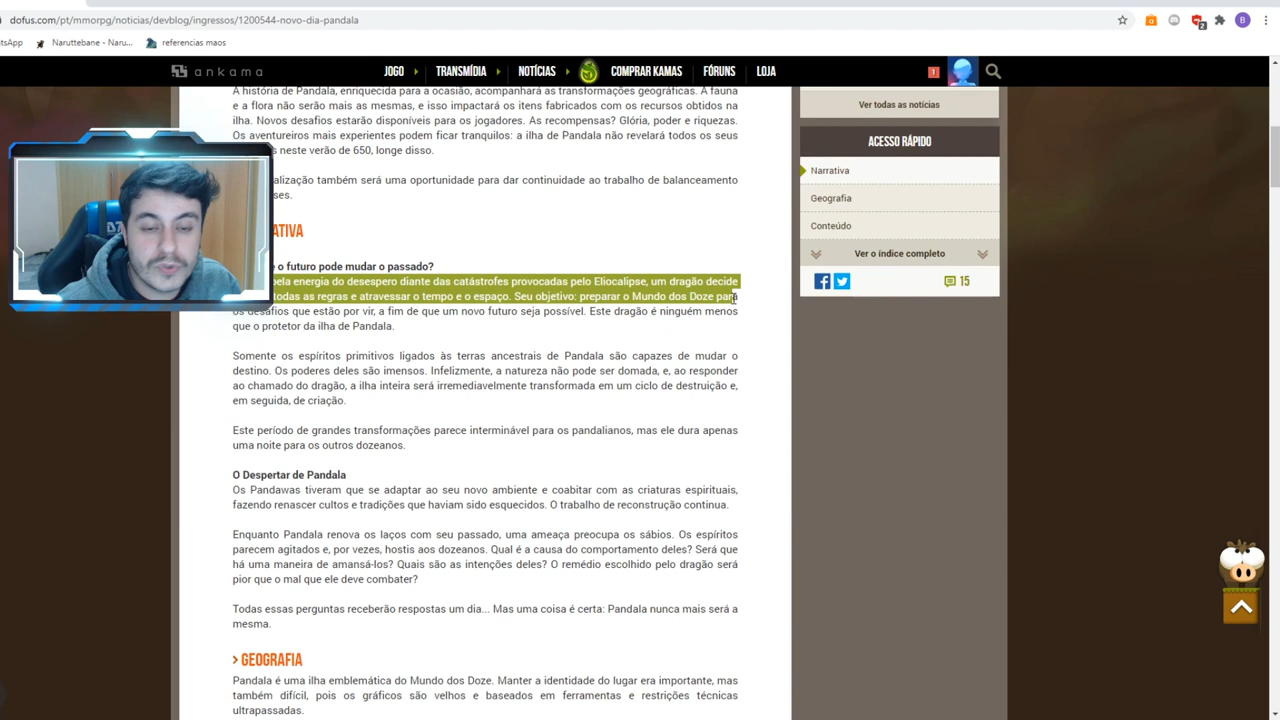 dofus.com/pt/mmorpg/noticias/devblog/ingressos/1200544-novo-dia-pandala
2
B
tsApp
Naruttebane - Naru...
referencias maos
ankama
JOGO
TRANSMÍDIA
NOTÍCIAS
COMPRAR KAMAS
FÓRUNS
LOJA
1
A história de Pandala, enriquecida para a ocasião, acompanhará as transformações geográficas. A fauna
e a flora não serão mais as mesmas, e isso impactará os itens fabricados com os recursos obtidos na
ilha. Novos desafios estarão disponíveis para os jogadores. As recompensas? Glória, poder e riquezas.
Os aventureiros mais experientes podem ficar tranquilos: a ilha de Pandala não revelará todos os seus
neste verão de 650, longe disso.
também será uma oportunidade para dar continuidade ao trabalho de balanceamento
o futuro pode mudar o passado?
pela energia do desespero diante das catástrofes provocadas pelo Eliocalipse, um dragão decide
todas as regras e atravessar o tempo e o espaço. Seu objetivo: preparar o Mundo dos Doze para
os desafios que estão por vir, a fim de que um novo futuro seja possível. Este dragão é ninguém menos
que o protetor da ilha de Pandala.
Somente os espíritos primitivos ligados às terras ancestrais de Pandala são capazes de mudar o
destino. Os poderes deles são imensos. Infelizmente, a natureza não pode ser domada, e, ao responder
ao chamado do dragão, a ilha inteira será irremediavelmente transformada em um ciclo de destruição e,
em seguida, de criação.
Este período de grandes transformações parece interminável para os pandalianos, mas ele dura apenas
uma noite para os outros dozeanos.
O Despertar de Pandala
Os Pandawas tiveram que se adaptar ao seu novo ambiente e coabitar com as criaturas espirituais,
fazendo renascer cultos e tradições que haviam sido esquecidos. O trabalho de reconstrução continua.
Enquanto Pandala renova os laços com seu passado, uma ameaça preocupa os sábios. Os espíritos
parecem agitados e, por vezes, hostis aos dozeanos. Qual é a causa do comportamento deles? Será que
há uma maneira de amansá-los? Quais são as intenções deles? O remédio escolhido pelo dragão será
pior que o mal que ele deve combater?
Todas essas perguntas receberão respostas um dia... Mas uma coisa é certa: Pandala nunca mais será a
mesma.
> GEOGRAFIA
Pandala é uma ilha emblemática do Mundo dos Doze. Manter a identidade do lugar era importante, mas
também difícil, pois os gráficos são velhos e baseados em ferramentas e restrições técnicas
ultrapassadas.
Ver todas as notícias
ACESSO RÁPIDO
Narrativa
Geografia
Conteúdo
Ver o índice completo
15